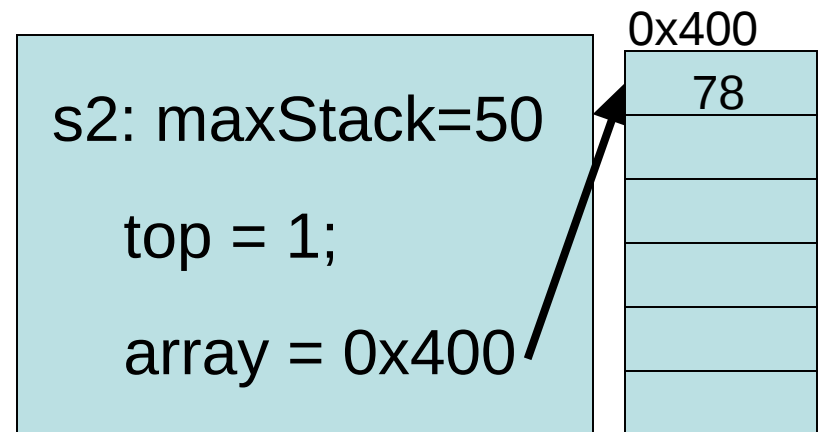 0x400
78
s2: maxStack=50
top = 1;
array = 0x400